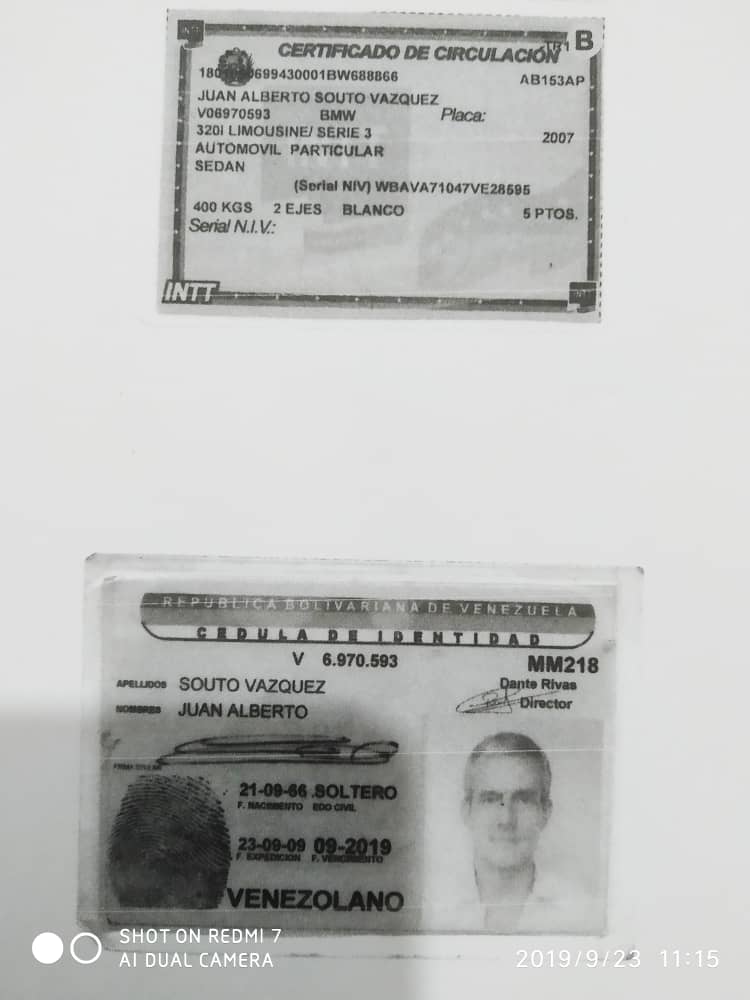 INTT
CERTIFICADO DE CIRCULACIÓN TR1 B
699430001BW688866 AB153AP
JUAN ALBERTO SOUTO VAZQUEZ
V06970593 BMW Placa:
320I LIMOUSINE/ SERIE 3 2007
AUTOMOVIL PARTICULAR
SEDAN
(Serial NIV) WBAVA71047VE28595
400 KGS 2 EJES BLANCO 5 PTOS.
Serial N.I.V.:
INTT INTT
REPUBLICA BOLIVARIANA DE VENEZUELA
CEDULA DE IDENTIDAD
V 6.970.593 MM218
APELLIDOS SOUTO VAZQUEZ Dante Rivas
NOMBRES JUAN ALBERTO Director
FIRMA TITULAR
21-09-66 SOLTERO
F. NACIMIENTO EDO CIVIL
23-09-09 09-2019
F. EXPEDICION F. VENCIMIENTO
VENEZOLANO
SHOT ON REDMI 7
AI DUAL CAMERA
2019/9/23 11:15